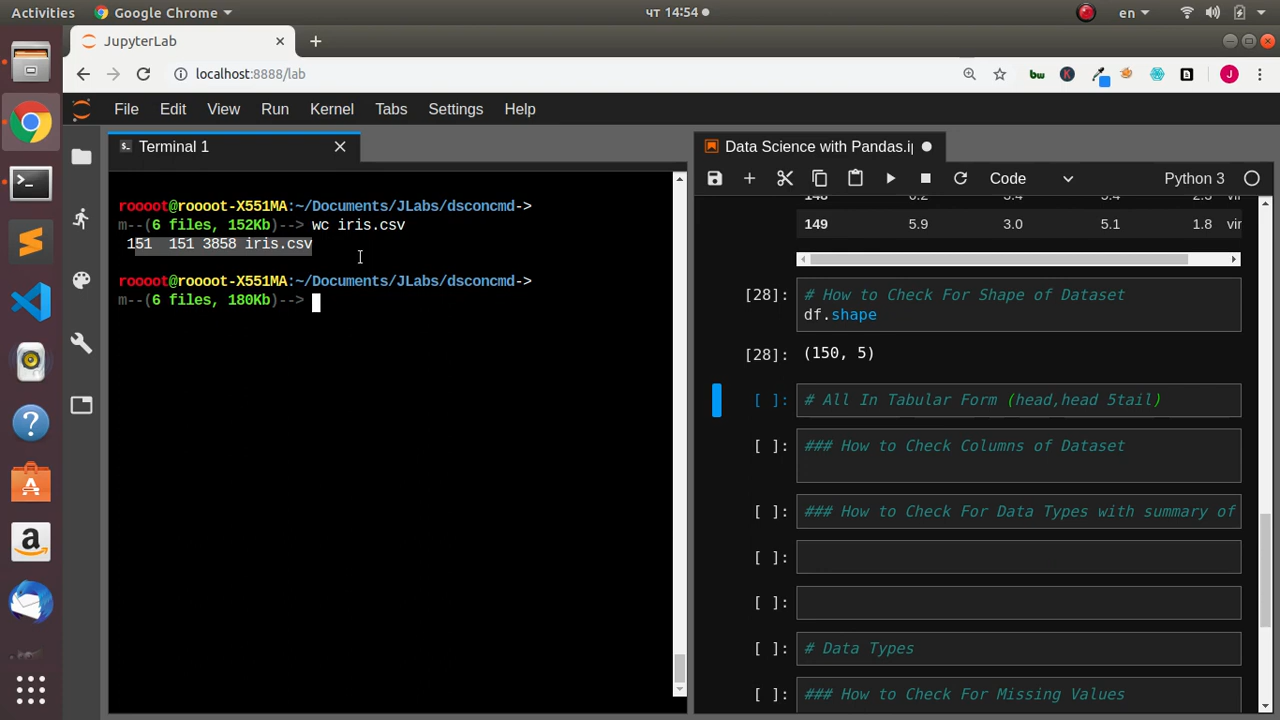 Activities
Google Chrome
чт 14:54
en
JupyterLab
localhost:8888/lab
bw
K
J
File Edit View Run Kernel Tabs Settings Help
Terminal 1
Data Science with Pandas.i
Code
Python 3
roooot@roooot-X551MA:~/Documents/JLabs/dsconcmd->
m--(6 files, 152Kb)--> wc iris.csv
151 151 3858 iris.csv
roooot@roooot-X551MA:~/Documents/JLabs/dsconcmd->
m--(6 files, 180Kb)-->
149 5.9 3.0 5.1 1.8 vir
[28]: # How to Check For Shape of Dataset
df.shape
[28]: (150, 5)
[ ]: # All In Tabular Form (head,head 5tail)
[ ]: ### How to Check Columns of Dataset
[ ]: ### How to Check For Data Types with summary of
[ ]:
[ ]:
[ ]: # Data Types
[ ]: ### How to Check For Missing Values